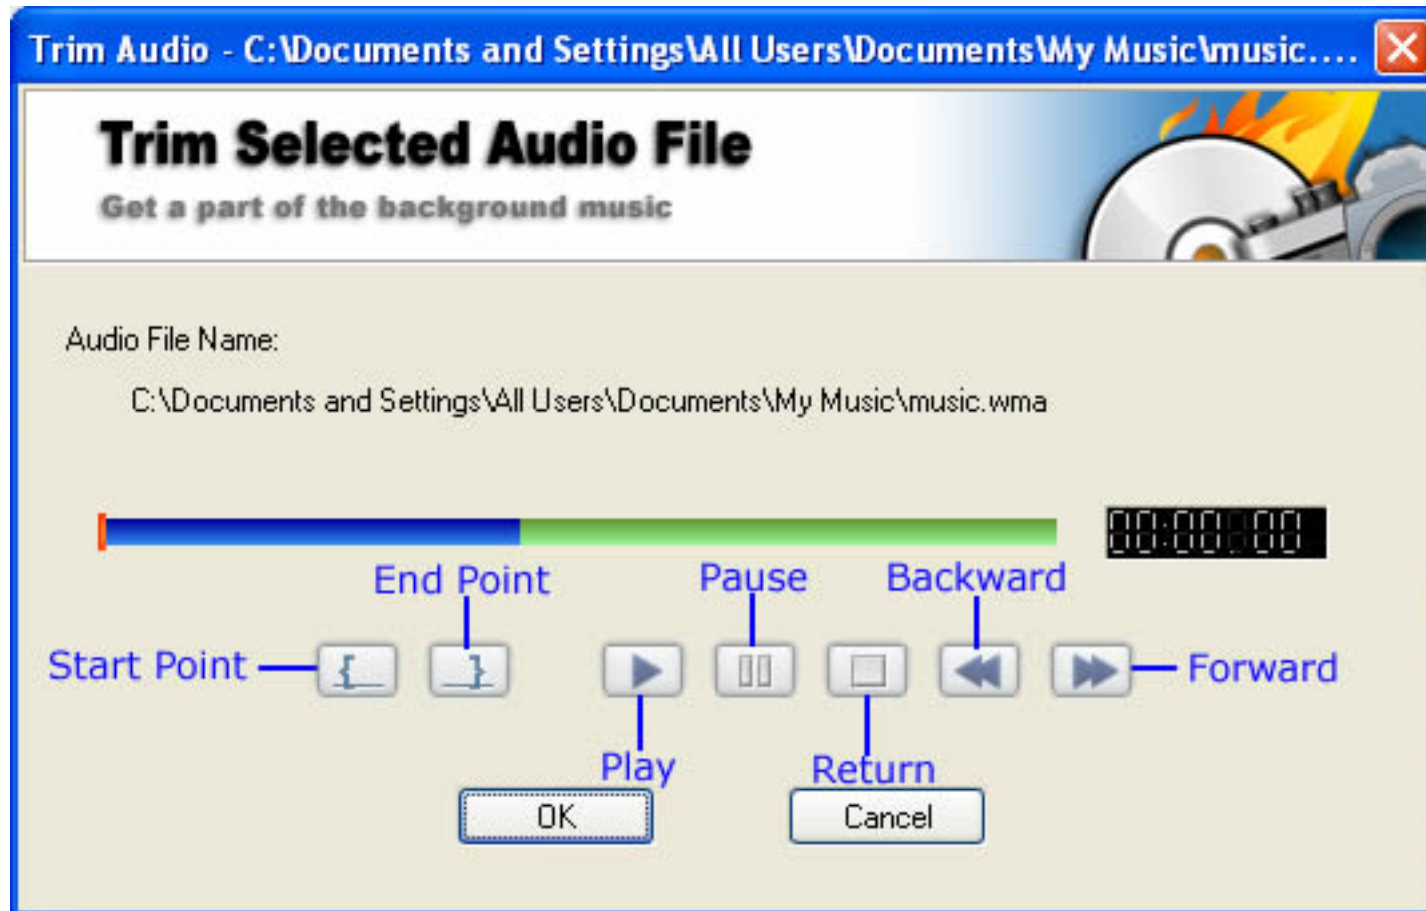 Trim Audio - C:\Documents and Settings\All Users\Documents\My Music\music....
Trim Selected Audio File
Get a part of the background music
Audio File Name:
C:\Documents and Settings\All Users\Documents\My Music\music.wma
00:00 00
End Point
Pause
Backward
Start Point
Forward
Play
Return
OK
Cancel